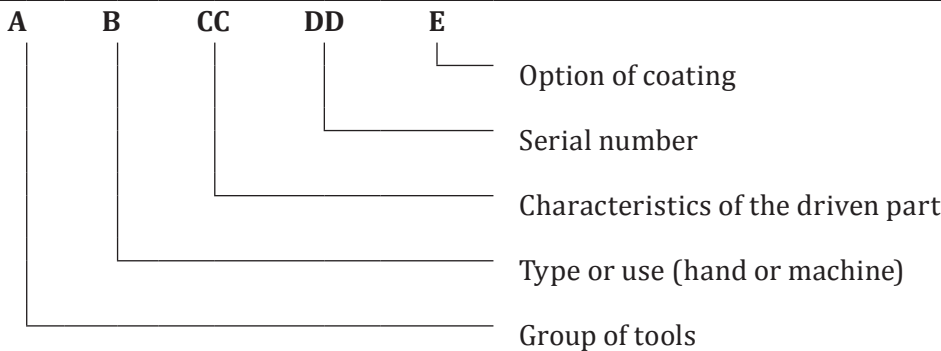 A B CC DD E
Option of coating
Serial number
Characteristics of the driven part
Type or use (hand or machine)
Group of tools